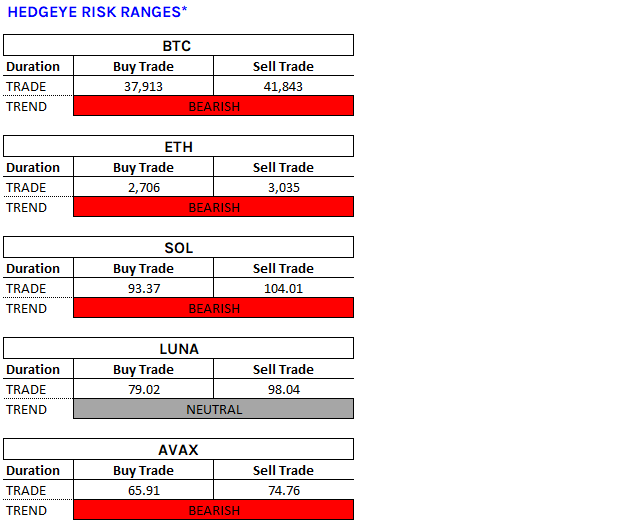 HEDGEYE RISK RANGES*
BTC
Duration Buy Trade Sell Trade
TRADE 37,913 41,843
TREND BEARISH
ETH
Duration Buy Trade Sell Trade
TRADE 2,706 3,035
TREND BEARISH
SOL
Duration Buy Trade Sell Trade
TRADE 93.37 104.01
TREND BEARISH
LUNA
Duration Buy Trade Sell Trade
TRADE 79.02 98.04
TREND NEUTRAL
AVAX
Duration Buy Trade Sell Trade
TRADE 65.91 74.76
TREND BEARISH